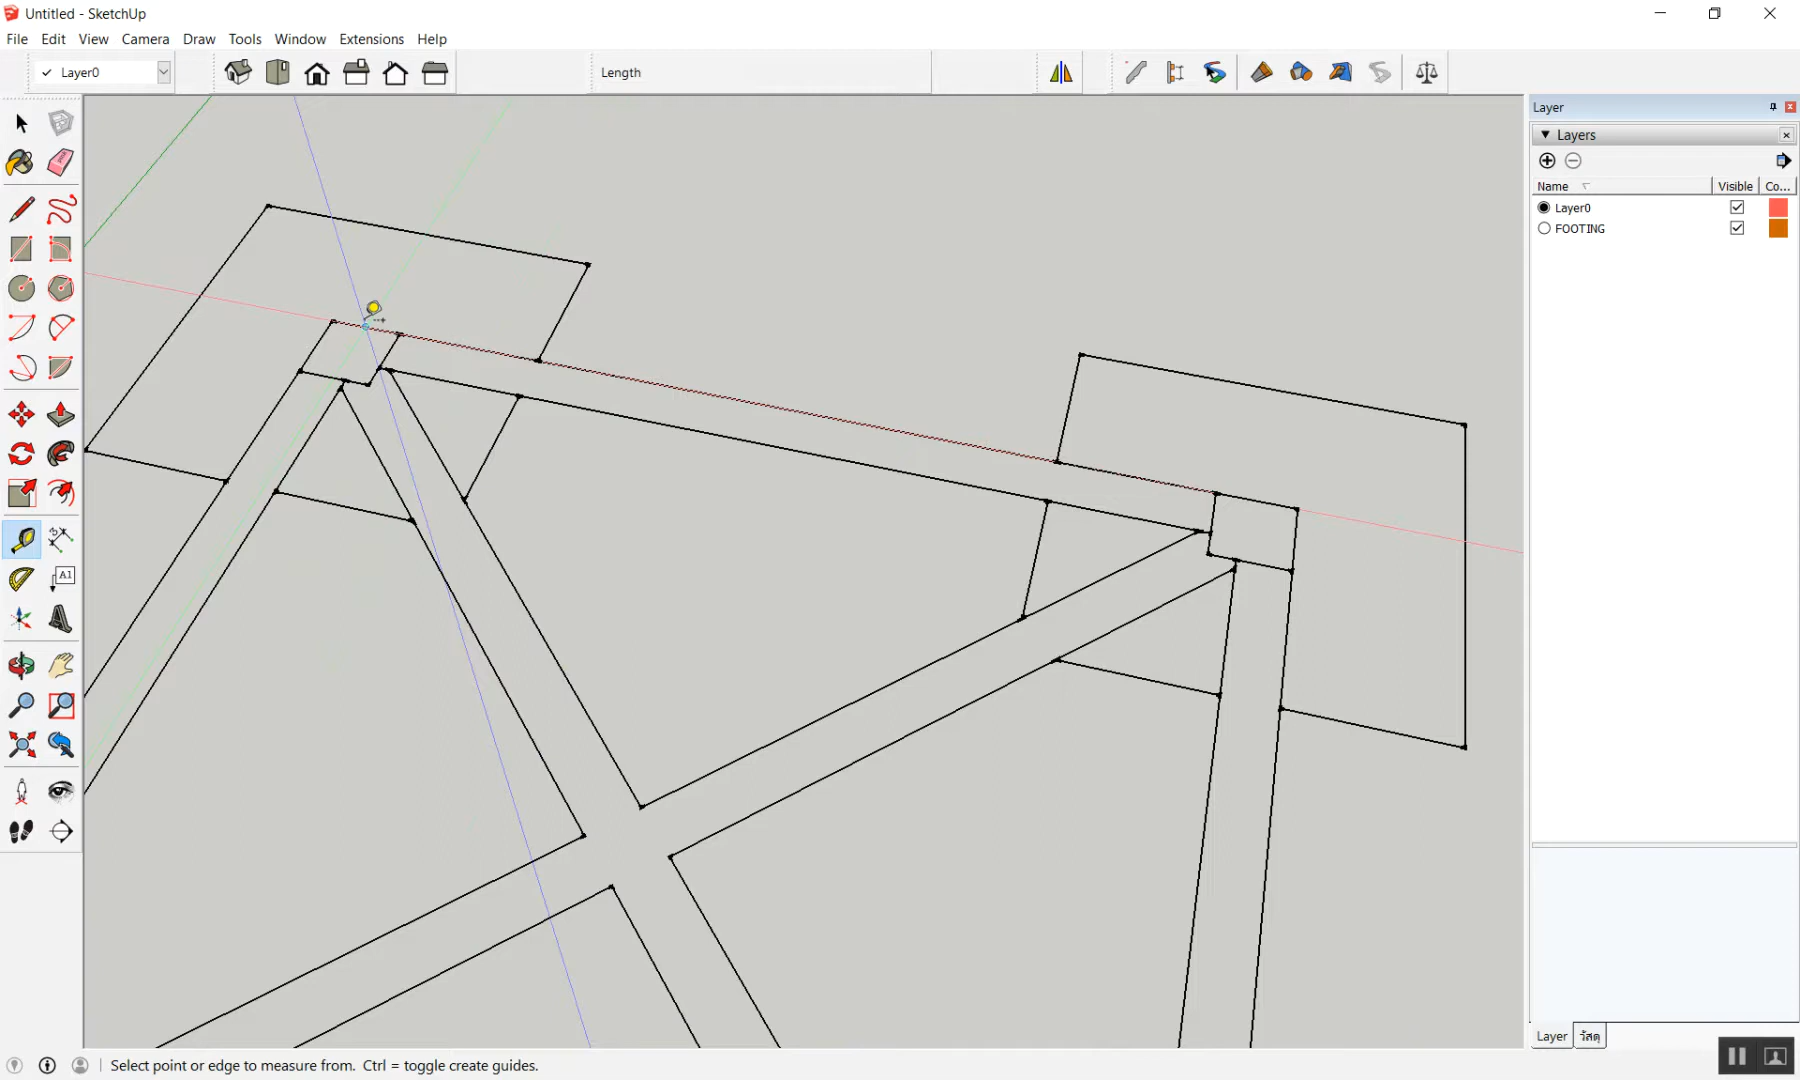 Untitled - SketchUp
File Edit View Camera Draw Tools Window Extensions Help
Layer0
Length
Layer
Layers
Name Visible Co...
Layer0
FOOTING
A1
Layer วัสดุ
Select point or edge to measure from. Ctrl = toggle create guides.